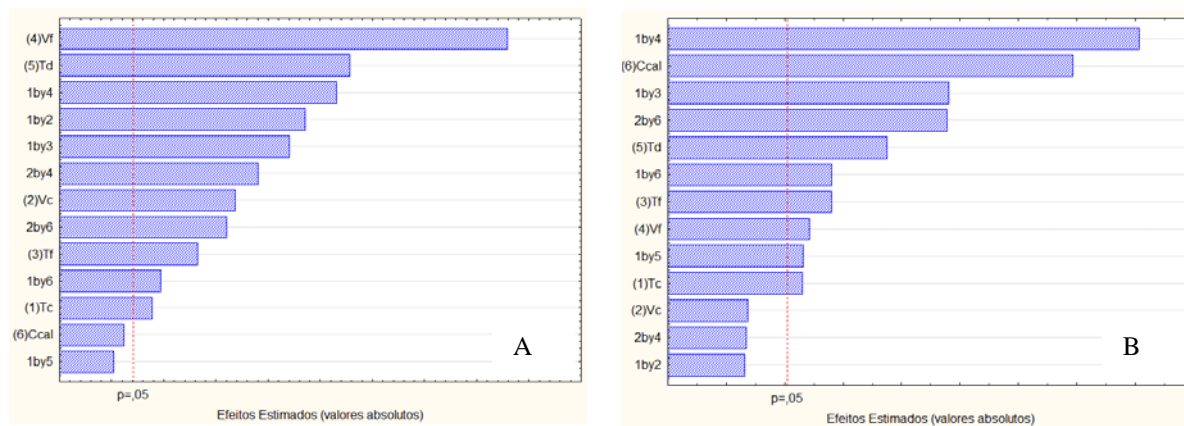 (4)Vf
(5)Td
1by4
1by2
1by3
2by4
(2)Vc
2by6
(3)Tf
1by6
(1)Tc
(6)Ccal
1by5
A
p=,05
Efeitos Estimados (valores absolutos)
1by4
(6)Ccal
1by3
2by6
(5)Td
1by6
(3)Tf
(4)Vf
1by5
(1)Tc
(2)Vc
2by4
1by2
B
p=,05
Efeitos Estimados (valores absolutos)